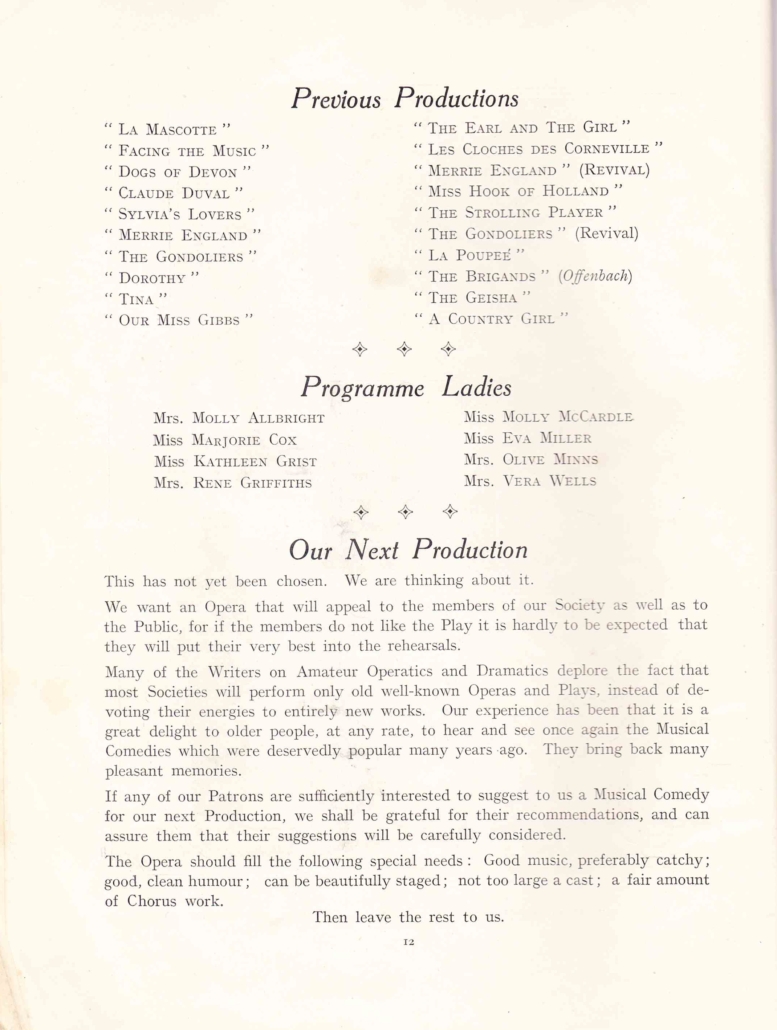 Previous Productions
“ La Mascotte ”
“ Facing the Music ”
“ Dogs of Devon ”
“ Claude Duval ”
“ Sylvia's Lovers ”
“ Merrie England ”
“ The Gondoliers ”
“ Dorothy ”
“ Tina ”
“ Our Miss Gibbs ”
“ The Earl and The Girl ”
“ Les Cloches des Corneville ”
“ Merrie England ” (Revival)
“ Miss Hook of Holland ”
“ The Strolling Player ”
“ The Gondoliers ” (Revival)
“ La Poupeé ”
“ The Brigands ” (Offenbach)
“ The Geisha ”
“ A Country Girl ”
Programme Ladies
Mrs. Molly Allbright
Miss Marjorie Cox
Miss Kathleen Grist
Mrs. Rene Griffiths
Miss Molly McCardle
Miss Eva Miller
Mrs. Olive Minns
Mrs. Vera Wells
Our Next Production
This has not yet been chosen. We are thinking about it.
We want an Opera that will appeal to the members of our Society as well as to
the Public, for if the members do not like the Play it is hardly to be expected that
they will put their very best into the rehearsals.
Many of the Writers on Amateur Operatics and Dramatics deplore the fact that
most Societies will perform only old well-known Operas and Plays, instead of de-
voting their energies to entirely new works. Our experience has been that it is a
great delight to older people, at any rate, to hear and see once again the Musical
Comedies which were deservedly popular many years ago. They bring back many
pleasant memories.
If any of our Patrons are sufficiently interested to suggest to us a Musical Comedy
for our next Production, we shall be grateful for their recommendations, and can
assure them that their suggestions will be carefully considered.
The Opera should fill the following special needs : Good music, preferably catchy ;
good, clean humour ; can be beautifully staged ; not too large a cast ; a fair amount
of Chorus work.
Then leave the rest to us.
12